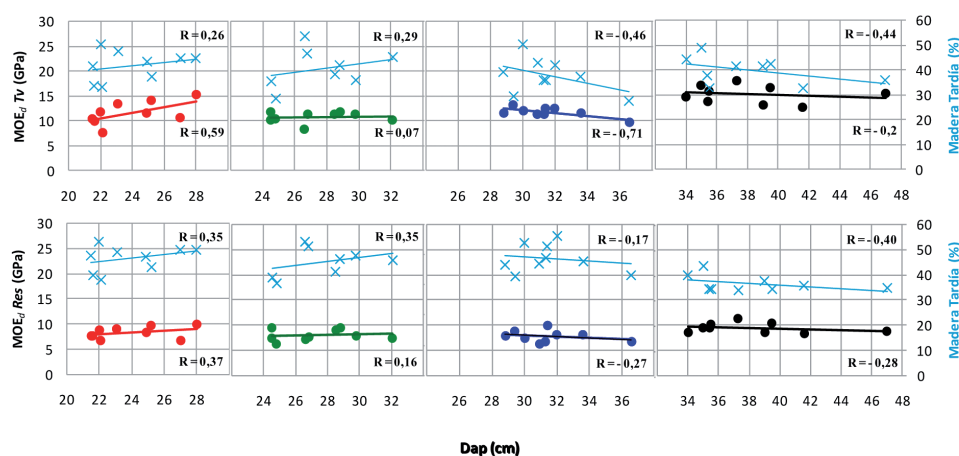 30 25 20 15 10 5 0
MOEd Tv (GPa)
R = 0,26
R = 0,59
R = 0,29
R = 0,07
R = - 0,46
R = - 0,71
R = - 0,44
R = - 0,2
60 50 40 30 20 10 0
Madera Tardía (%)
20 22 24 26 28
24 26 28 30 32
28 30 32 34 36
34 36 38 40 42 44 46 48
30 25 20 15 10 5 0
MOEd Res (GPa)
R = 0,35
R = 0,37
R = 0,35
R = 0,16
R = - 0,17
R = - 0,27
R = - 0,40
R = - 0,28
60 50 40 30 20 10 0
Madera Tardía (%)
20 22 24 26 28
24 26 28 30 32
28 30 32 34 36
34 36 38 40 42 44 46 48
Dap (cm)